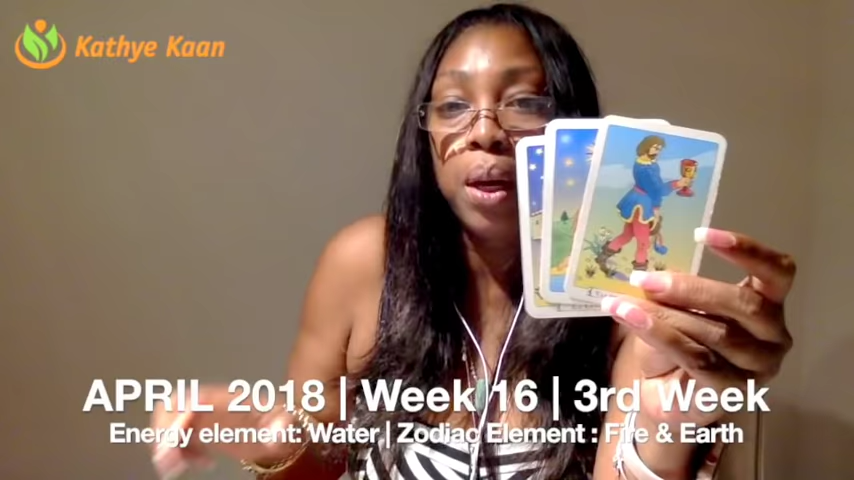 Kathye Kaan
APRIL 2018 | Week 16 | 3rd Week
Energy element: Water | Zodiac Element : Fire & Earth